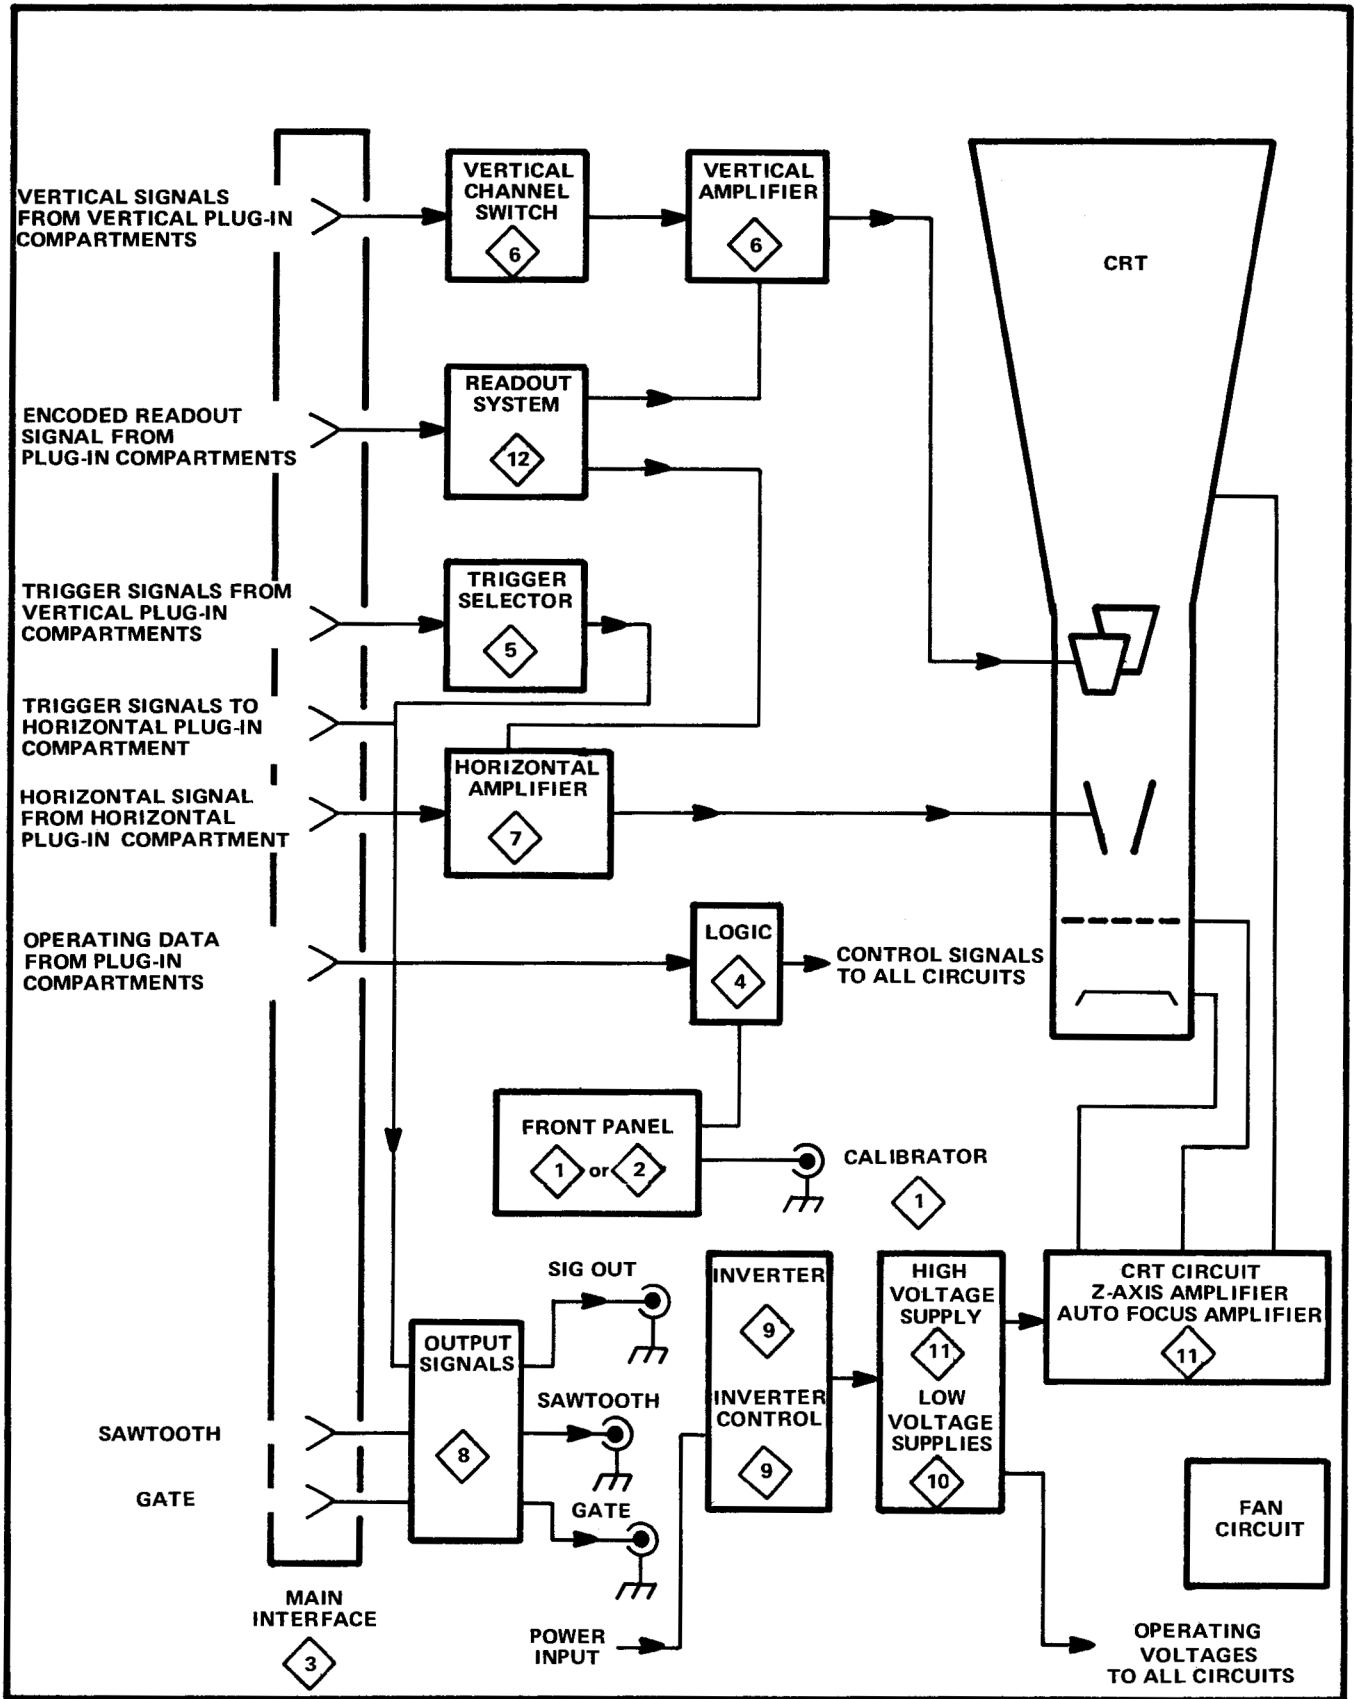 VERTICAL SIGNALS
FROM VERTICAL PLUG-IN
COMPARTMENTS
VERTICAL
CHANNEL
SWITCH
6
VERTICAL
AMPLIFIER
6
CRT
ENCODED READOUT
SIGNAL FROM
PLUG-IN COMPARTMENTS
READOUT
SYSTEM
12
TRIGGER SIGNALS FROM
VERTICAL PLUG-IN
COMPARTMENTS
TRIGGER
SELECTOR
5
TRIGGER SIGNALS TO
HORIZONTAL PLUG-IN
COMPARTMENT
HORIZONTAL SIGNAL
FROM HORIZONTAL
PLUG-IN COMPARTMENT
HORIZONTAL
AMPLIFIER
7
OPERATING DATA
FROM PLUG-IN
COMPARTMENTS
LOGIC
4
CONTROL SIGNALS
TO ALL CIRCUITS
FRONT PANEL
1 or 2
CALIBRATOR
1
SIG OUT
OUTPUT
SIGNALS
8
SAWTOOTH
GATE
SAWTOOTH
GATE
INVERTER
9
INVERTER
CONTROL
9
HIGH
VOLTAGE
SUPPLY
11
LOW
VOLTAGE
SUPPLIES
10
CRT CIRCUIT
Z-AXIS AMPLIFIER
AUTO FOCUS AMPLIFIER
11
FAN
CIRCUIT
MAIN
INTERFACE
3
POWER
INPUT
OPERATING
VOLTAGES
TO ALL CIRCUITS